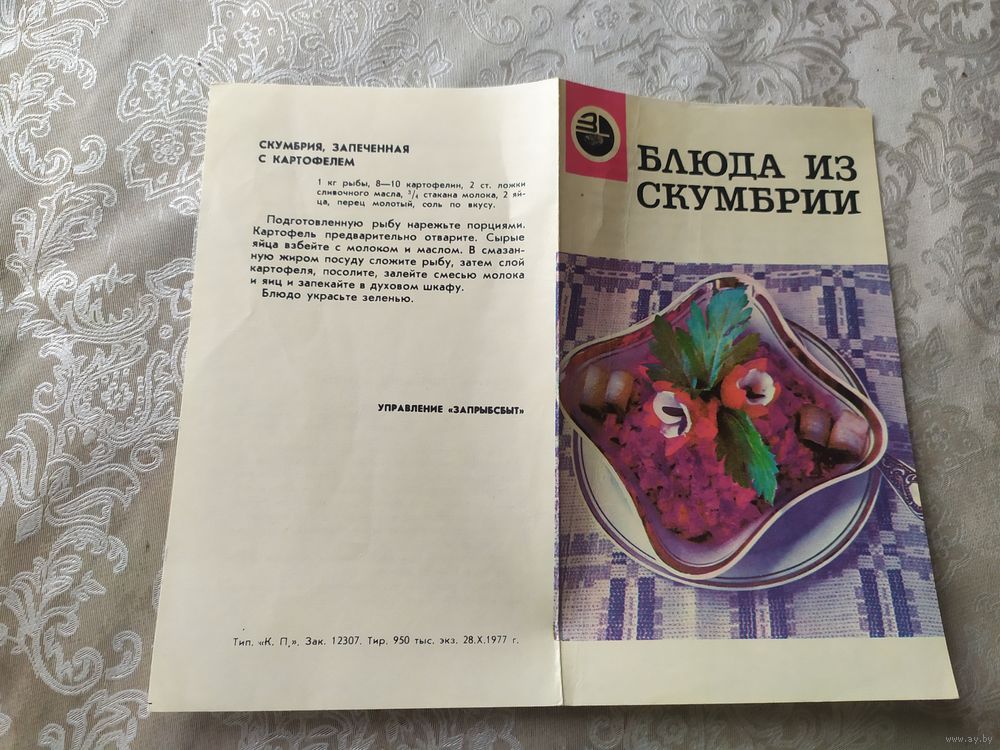 СКУМБРИЯ, ЗАПЕЧЕННАЯ
С КАРТОФЕЛЕМ
1 кг рыбы, 8—10 картофелин, 2 ст. ложки
сливочного масла, 3/4 стакана молока, 2 яй-
ца, перец молотый, соль по вкусу.
Подготовленную рыбу нарежьте порциями.
Картофель предварительно отварите. Сырые
яйца взбейте с молоком и маслом. В смазан-
ную жиром посуду сложите рыбу, затем слой
картофеля, посолите, залейте смесью молока
и яиц и запекайте в духовом шкафу.
Блюдо украсьте зеленью.
УПРАВЛЕНИЕ «ЗАПРЫБСБЫТ»
Тип. «К. П.», Зак. 12307. Тир. 950 тыс. экз. 28.X.1977 г.
БЛЮДА ИЗ
СКУМБРИИ
www.ay.by